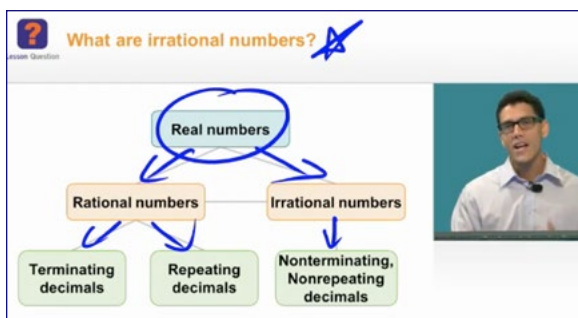 ?
Lesson Question
What are irrational numbers?
Real numbers
Rational numbers
Irrational numbers
Terminating
decimals
Repeating
decimals
Nonterminating,
Nonrepeating
decimals